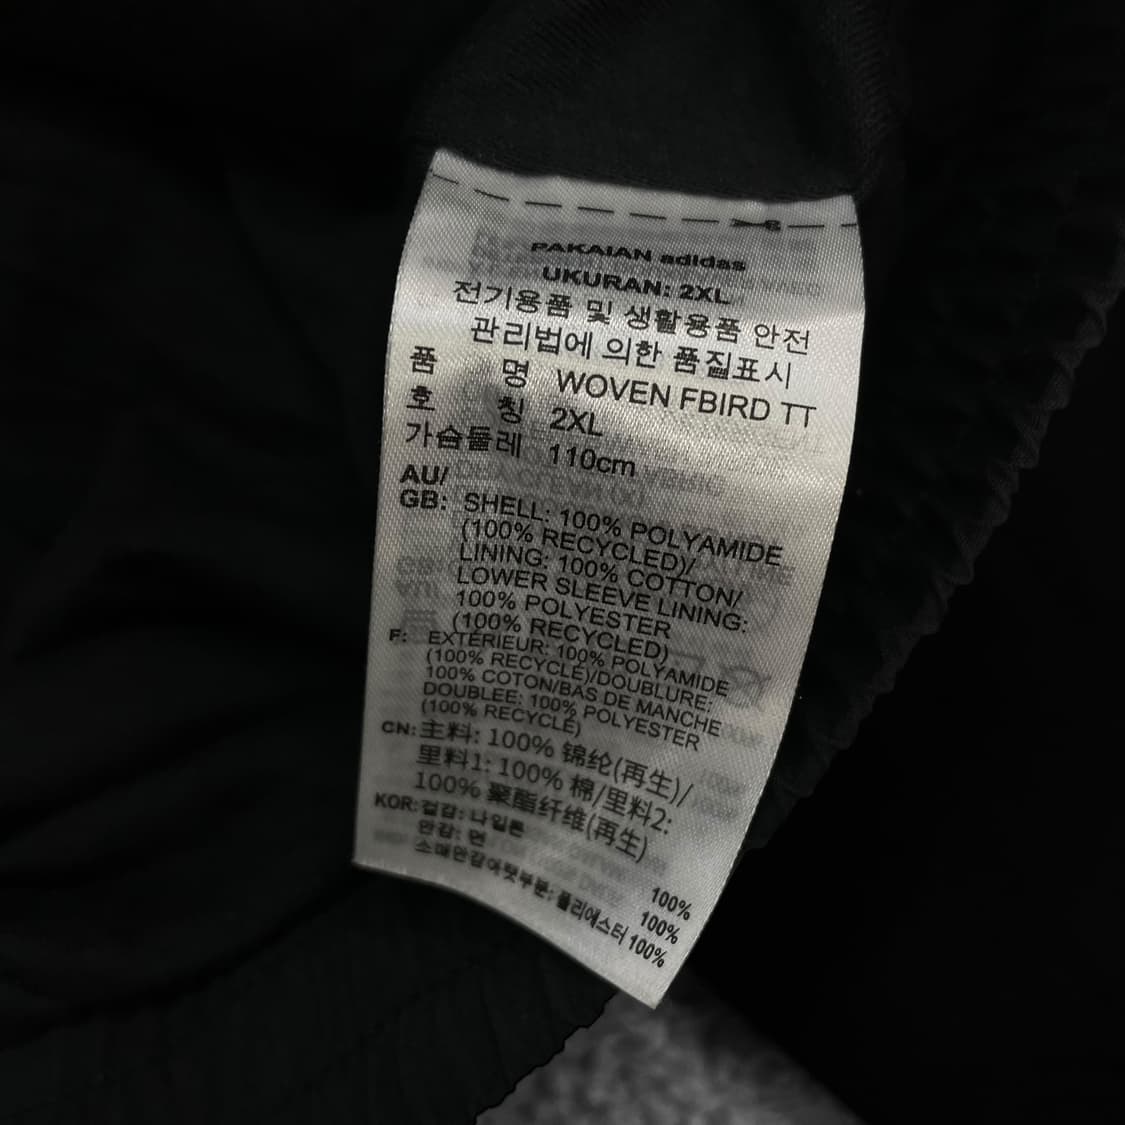 PAKAIAN adidas
UKURAN: 2XL
전기용품 및 생활용품 안전
관리법에 의한 품질표시
품 명 WOVEN FBIRD TT
호 칭 2XL
가슴둘레 110cm
AU/
GB: SHELL: 100% POLYAMIDE
(100% RECYCLED)/
LINING: 100% COTTON/
LOWER SLEEVE LINING:
100% POLYESTER
(100% RECYCLED)
F: EXTÉRIEUR: 100% POLYAMIDE
(100% RECYCLÉ)/DOUBLURE:
100% COTON/BAS DE MANCHE
DOUBLEE: 100% POLYESTER
(100% RECYCLÉ)
CN: 主料: 100% 锦纶(再生)/
里料1: 100% 棉/里料2:
100% 聚酯纤维(再生)
KOR: 겉감: 나일론 100%
안감: 면 100%
소매안감아랫부분: 폴리에스터 100%